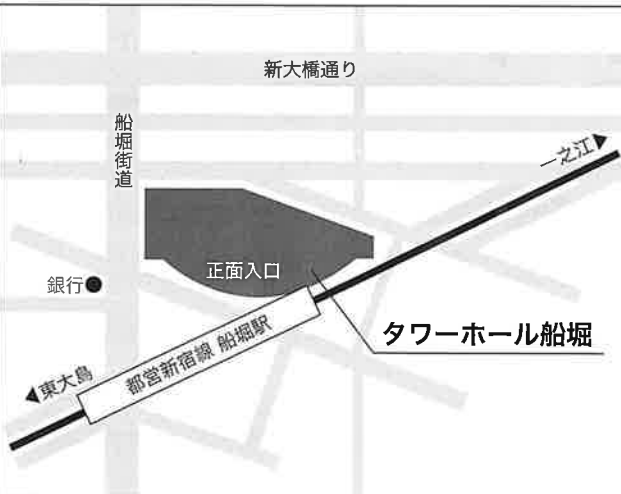 新大橋通り
船堀街道
一之江▶
正面入口
銀行●
タワーホール船堀
都営新宿線 船堀駅
◀東大島